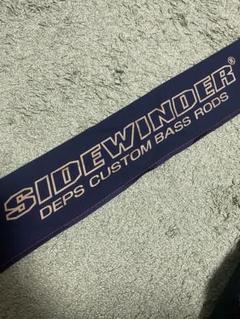 SIDEWINDER®
DEPS CUSTOM BASS RODS